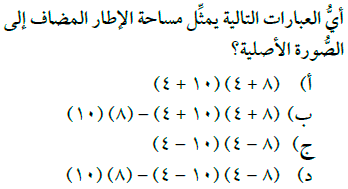 أيُّ العبارات التالية يمثِّل مساحة الإطار المضاف إلى
الصُّورة الأصلية؟
أ) (٨ + ٤)(١٠ + ٤)
ب) (٨ + ٤)(١٠ + ٤) – (٨)(١٠)
ج) (٨ – ٤)(١٠ – ٤)
د) (٨ – ٤)(١٠ – ٤) – (٨)(١٠)